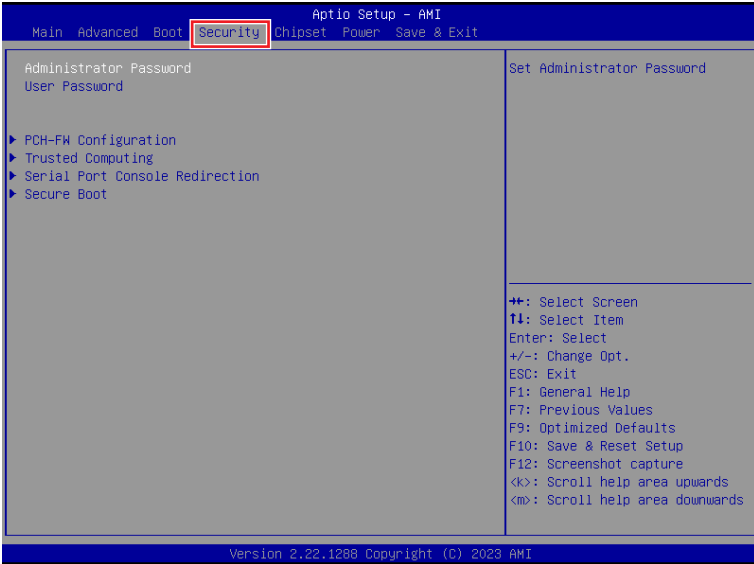 Aptio Setup – AMI
Main Advanced Boot Security Chipset Power Save & Exit
Administrator Password
User Password
PCH-FW Configuration
Trusted Computing
Serial Port Console Redirection
Secure Boot
Set Administrator Password
→←: Select Screen
↑↓: Select Item
Enter: Select
+/-: Change Opt.
ESC: Exit
F1: General Help
F7: Previous Values
F9: Optimized Defaults
F10: Save & Reset Setup
F12: Screenshot capture
<k>: Scroll help area upwards
<m>: Scroll help area downwards
Version 2.22.1288 Copyright (C) 2023 AMI